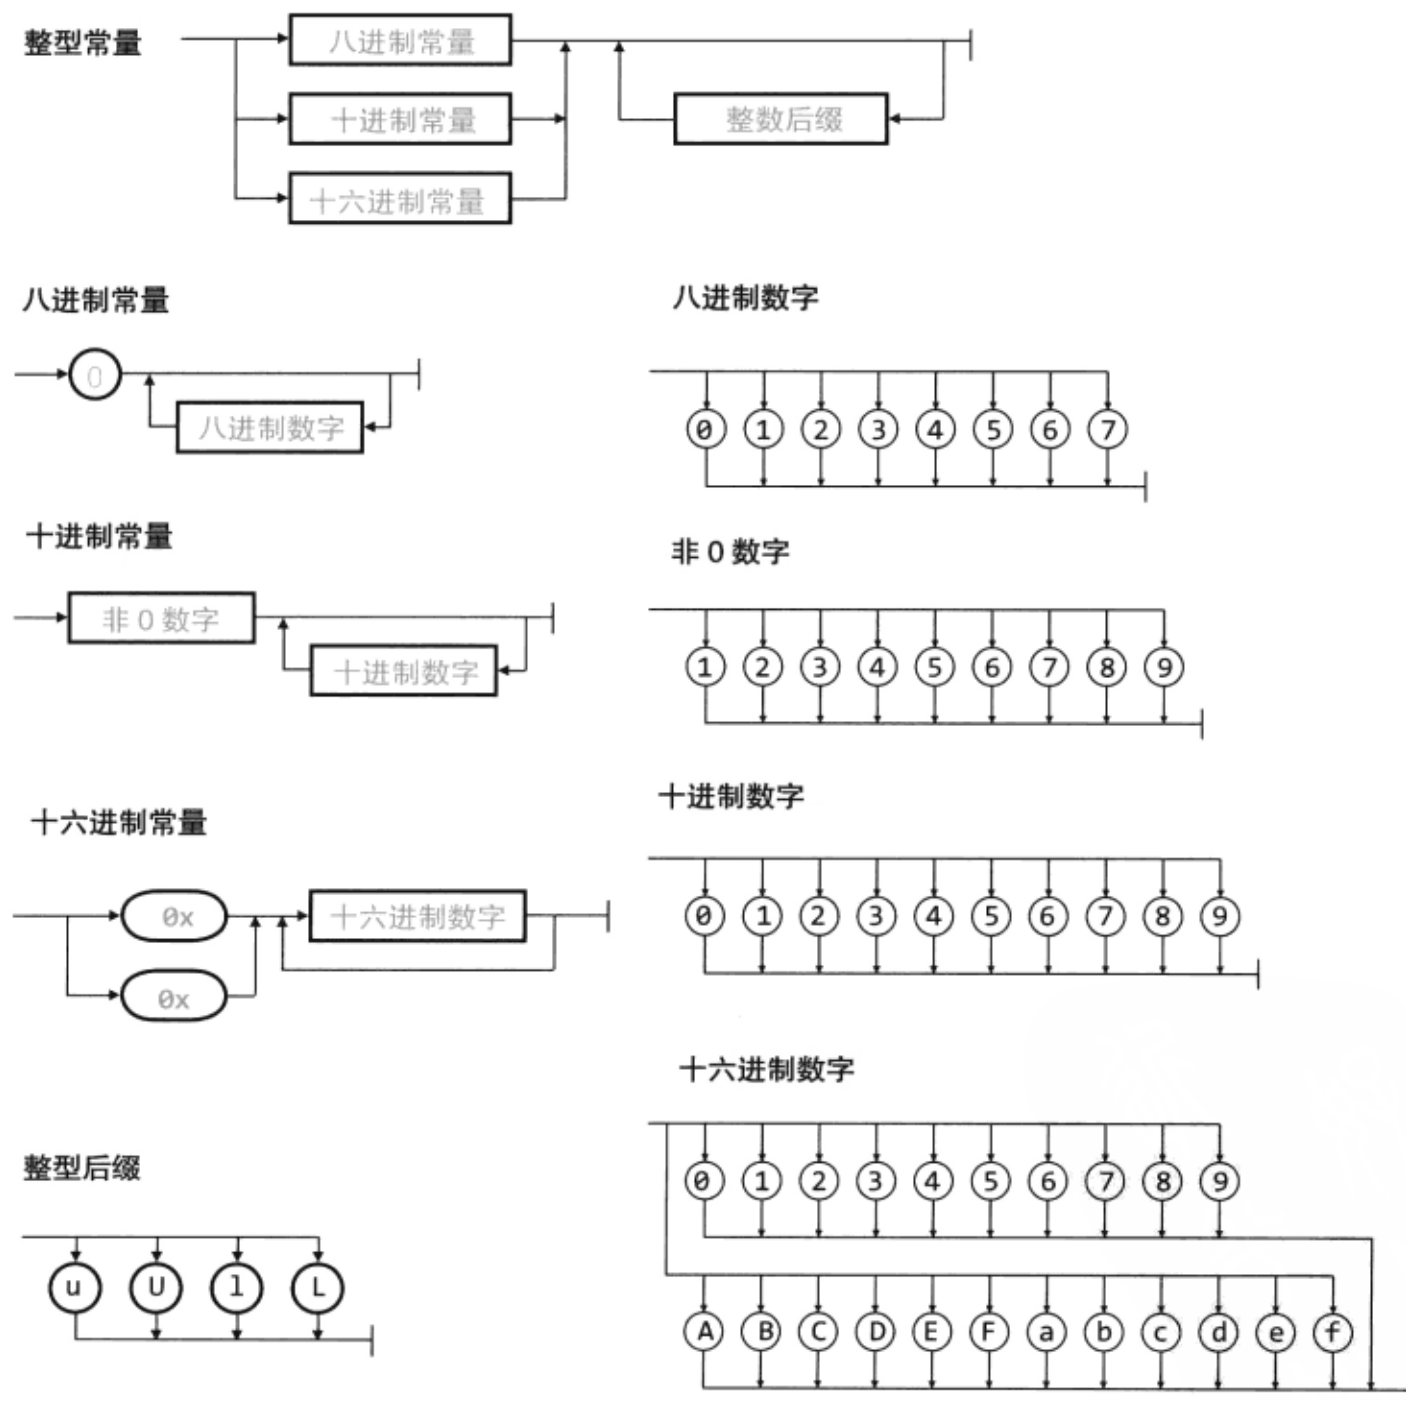 整型常量
八进制常量
十进制常量
整数后缀
十六进制常量
八进制常量
0
八进制数字
八进制数字
0 1 2 3 4 5 6 7
十进制常量
非 0 数字
十进制数字
非 0 数字
1 2 3 4 5 6 7 8 9
十六进制常量
0x
十六进制数字
0x
十进制数字
0 1 2 3 4 5 6 7 8 9
整型后缀
u U l L
十六进制数字
0 1 2 3 4 5 6 7 8 9
A B C D E F a b c d e f